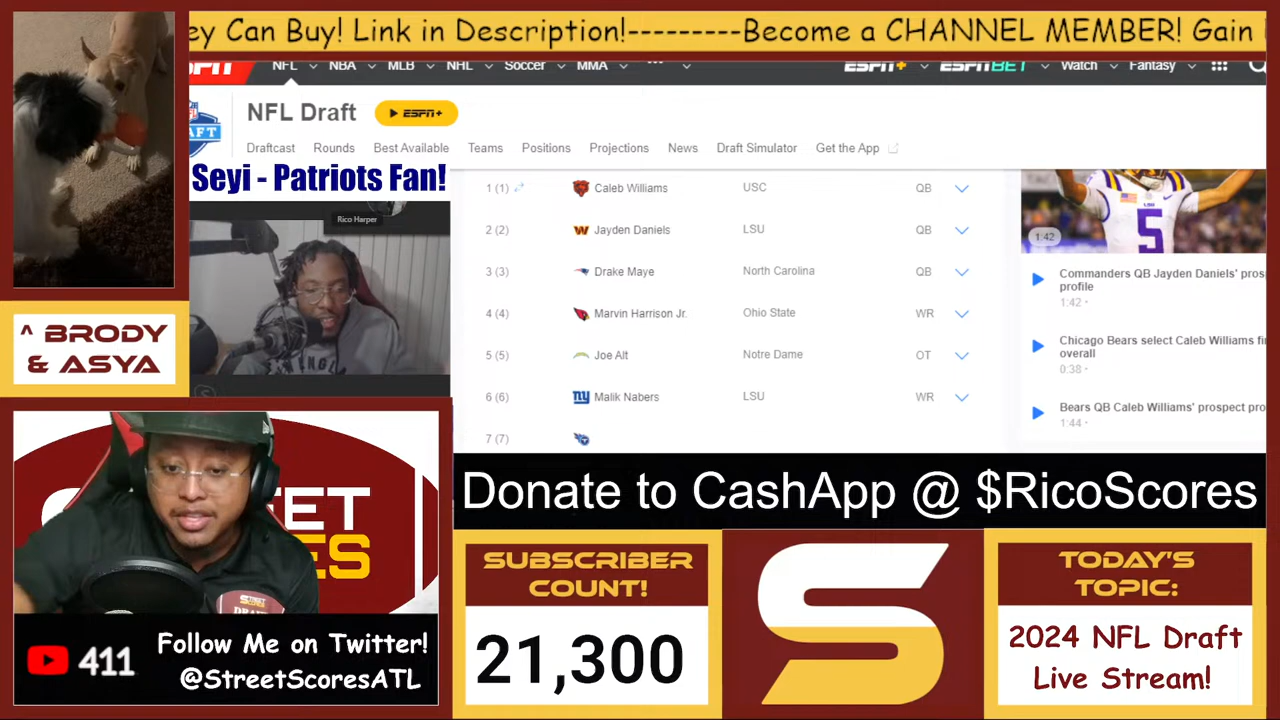 ey Can Buy! Link in Description!---------Become a CHANNEL MEMBER! Gain
NFL NBA MLB NHL Soccer MMA ... ESPN+ ESPNBET Watch Fantasy
NFL Draft ESPN+
Draftcast Rounds Best Available Teams Positions Projections News Draft Simulator Get the App
Seyi - Patriots Fan!
Rico Harper
1 (1) Caleb Williams USC QB
2 (2) Jayden Daniels LSU QB
3 (3) Drake Maye North Carolina QB
4 (4) Marvin Harrison Jr. Ohio State WR
5 (5) Joe Alt Notre Dame OT
6 (6) Malik Nabers LSU WR
7 (7)
5
1:42
Commanders QB Jayden Daniels' prosp
profile
1:42
Chicago Bears select Caleb Williams fi
overall
0:38
Bears QB Caleb Williams' prospect pro
1:44
^ BRODY
& ASYA
Donate to CashApp @ $RicoScores
SUBSCRIBER
COUNT!
21,300
TODAY'S
TOPIC:
2024 NFL Draft
Live Stream!
411
Follow Me on Twitter!
@StreetScoresATL